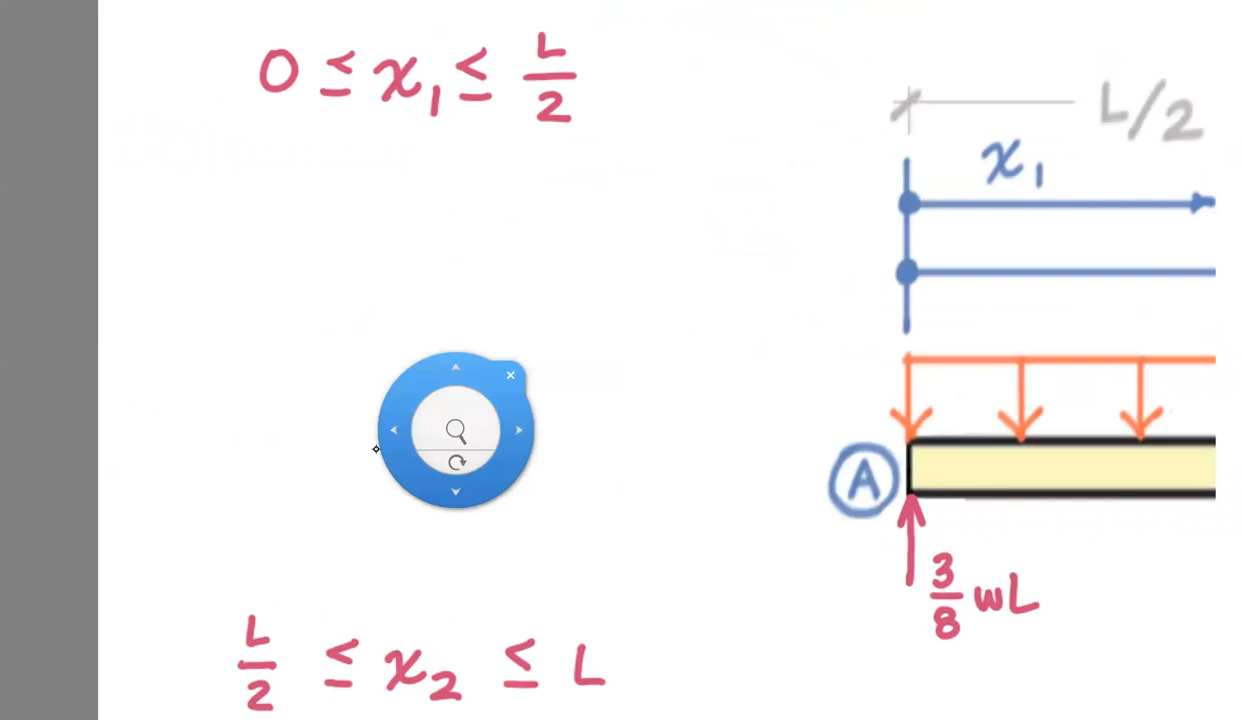 0 ≤ x₁ ≤ L/2
L/2
x₁
A
3/8 wL
L/2 ≤ x₂ ≤ L